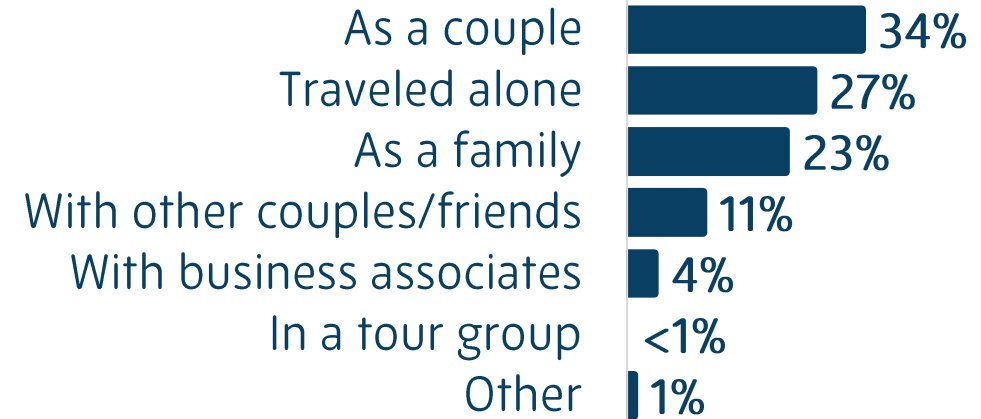 As a couple 34%
Traveled alone 27%
As a family 23%
With other couples/friends 11%
With business associates 4%
In a tour group <1%
Other 1%